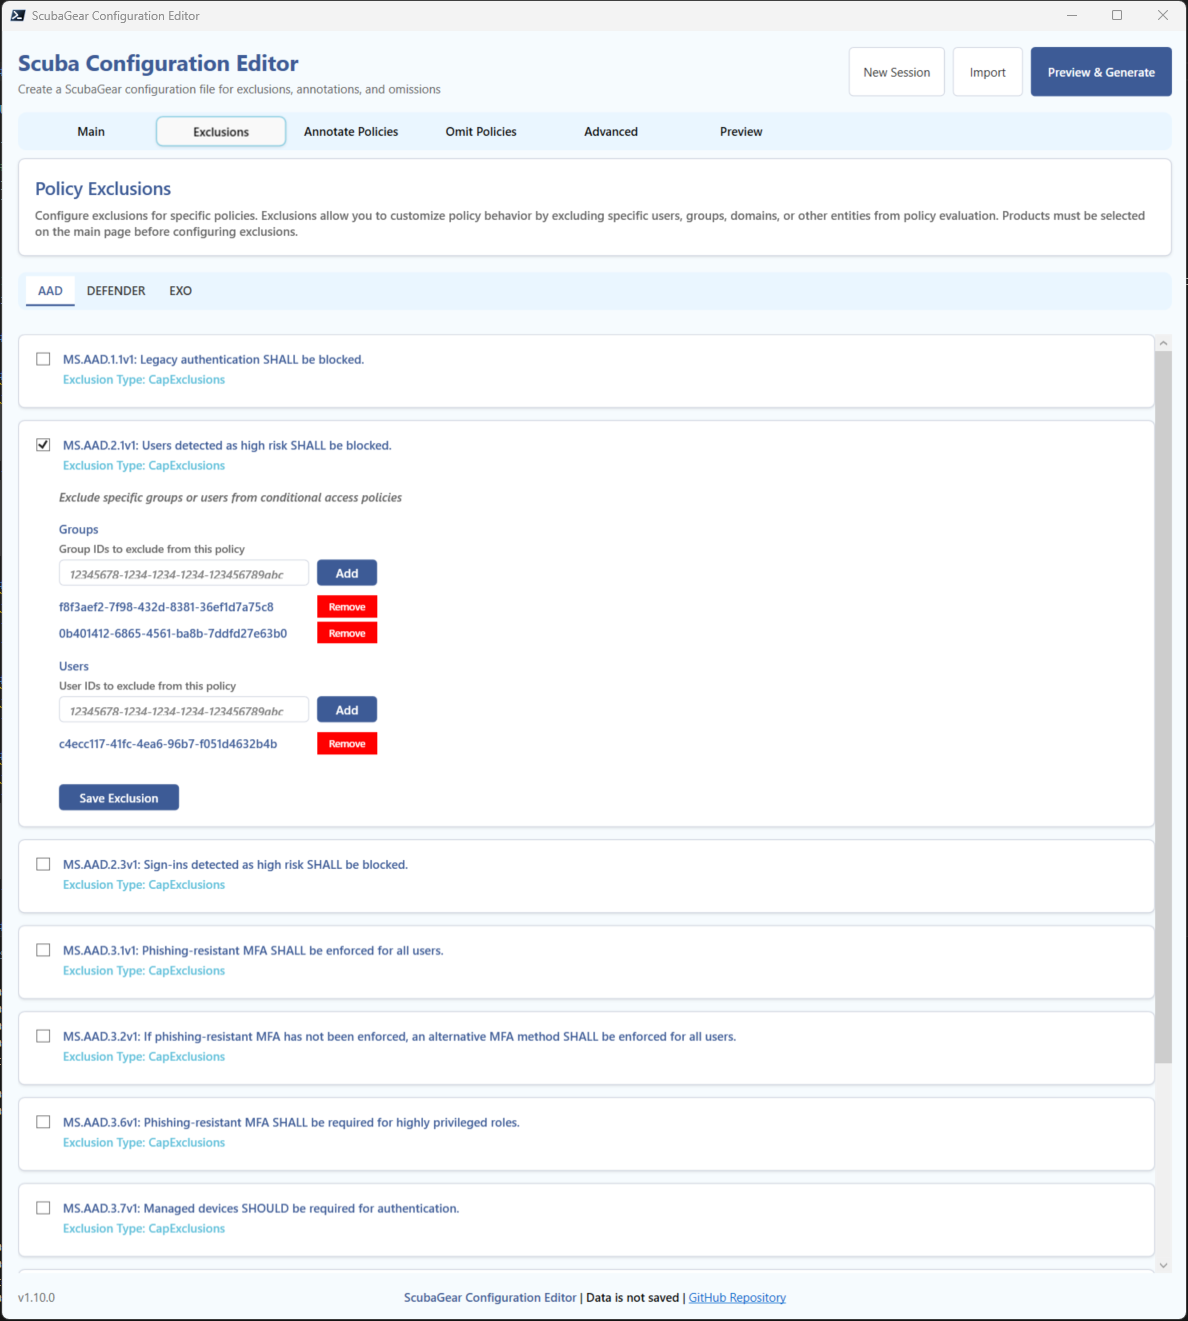 ScubaGear Configuration Editor
Scuba Configuration Editor
Create a ScubaGear configuration file for exclusions, annotations, and omissions
New Session
Import
Preview & Generate
Main
Exclusions
Annotate Policies
Omit Policies
Advanced
Preview
Policy Exclusions
Configure exclusions for specific policies. Exclusions allow you to customize policy behavior by excluding specific users, groups, domains, or other entities from policy evaluation. Products must be selected
on the main page before configuring exclusions.
AAD
DEFENDER
EXO
MS.AAD.1.1v1: Legacy authentication SHALL be blocked.
Exclusion Type: CapExclusions
MS.AAD.2.1v1: Users detected as high risk SHALL be blocked.
Exclusion Type: CapExclusions
Exclude specific groups or users from conditional access policies
Groups
Group IDs to exclude from this policy
12345678-1234-1234-1234-123456789abc
Add
f8f3aef2-7f98-432d-8381-36ef1d7a75c8
Remove
0b401412-6865-4561-ba8b-7ddfd27e63b0
Remove
Users
User IDs to exclude from this policy
12345678-1234-1234-1234-123456789abc
Add
c4ecc117-41fc-4ea6-96b7-f051d4632b4b
Remove
Save Exclusion
MS.AAD.2.3v1: Sign-ins detected as high risk SHALL be blocked.
Exclusion Type: CapExclusions
MS.AAD.3.1v1: Phishing-resistant MFA SHALL be enforced for all users.
Exclusion Type: CapExclusions
MS.AAD.3.2v1: If phishing-resistant MFA has not been enforced, an alternative MFA method SHALL be enforced for all users.
Exclusion Type: CapExclusions
MS.AAD.3.6v1: Phishing-resistant MFA SHALL be required for highly privileged roles.
Exclusion Type: CapExclusions
MS.AAD.3.7v1: Managed devices SHOULD be required for authentication.
Exclusion Type: CapExclusions
v1.10.0
ScubaGear Configuration Editor | Data is not saved | GitHub Repository